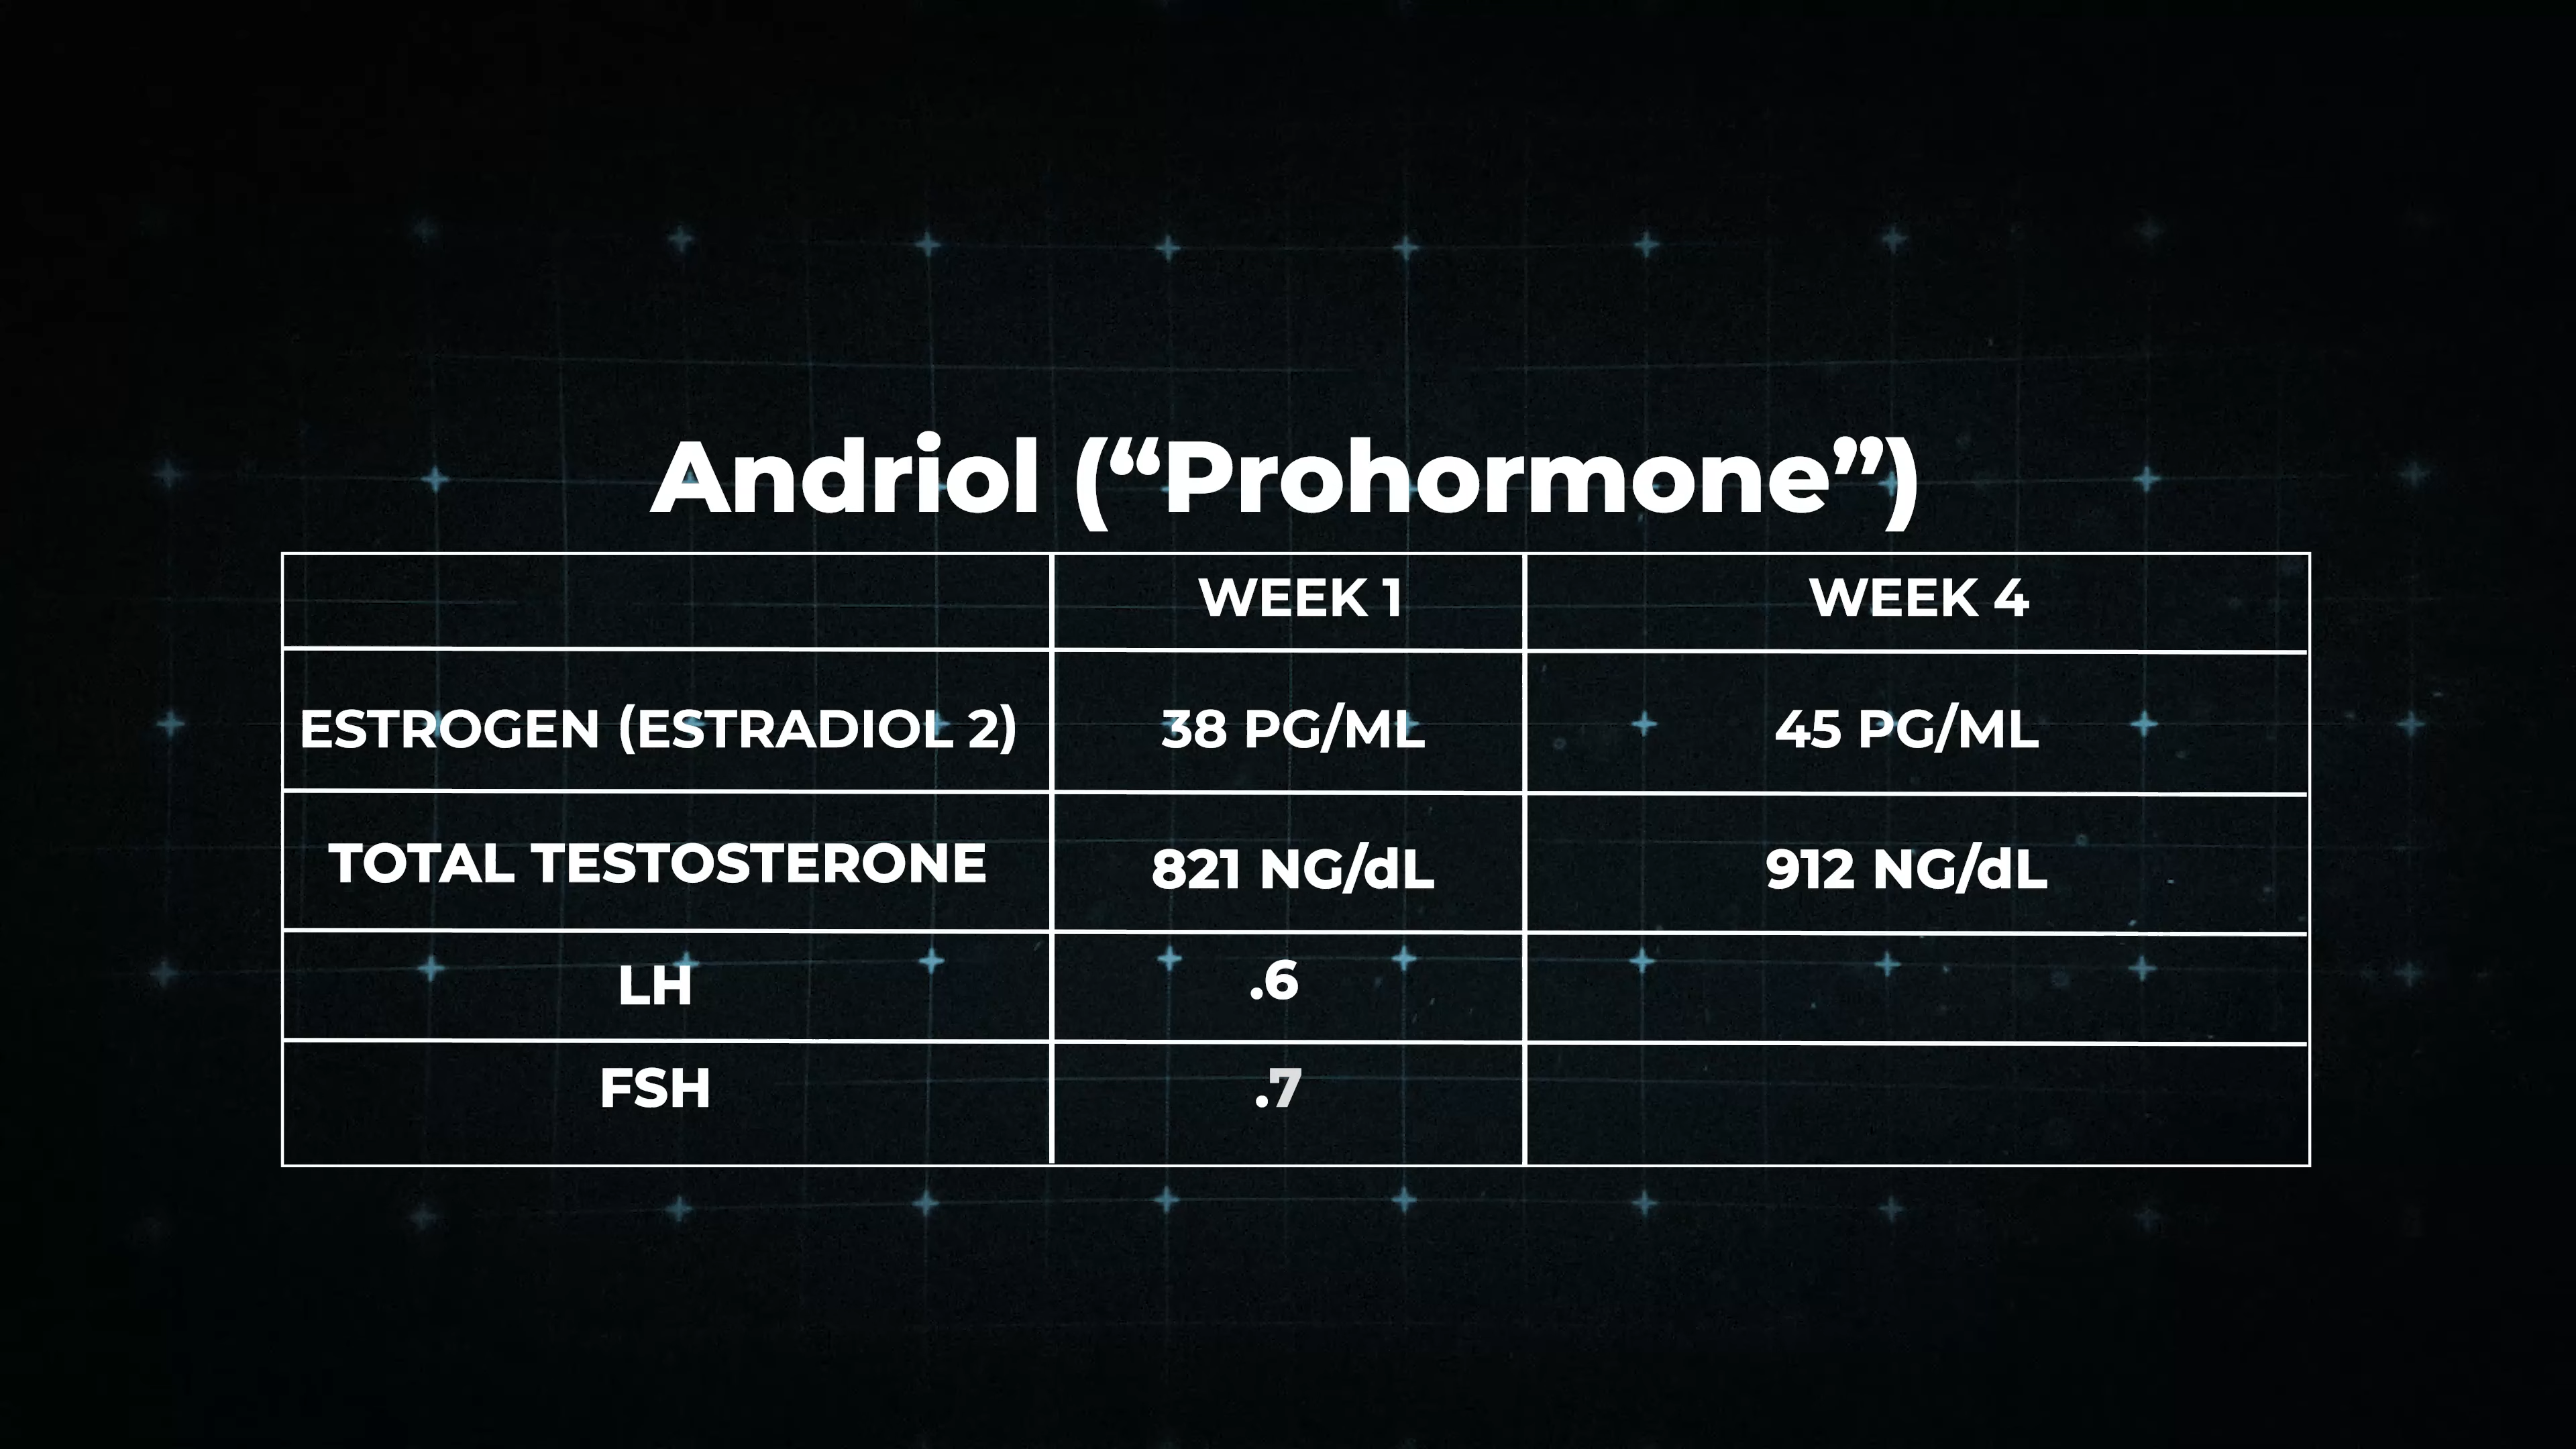 Andriol (“Prohormone”)
WEEK 1 WEEK 4
ESTROGEN (ESTRADIOL 2) 38 PG/ML 45 PG/ML
TOTAL TESTOSTERONE 821 NG/dL 912 NG/dL
LH .6
FSH .7